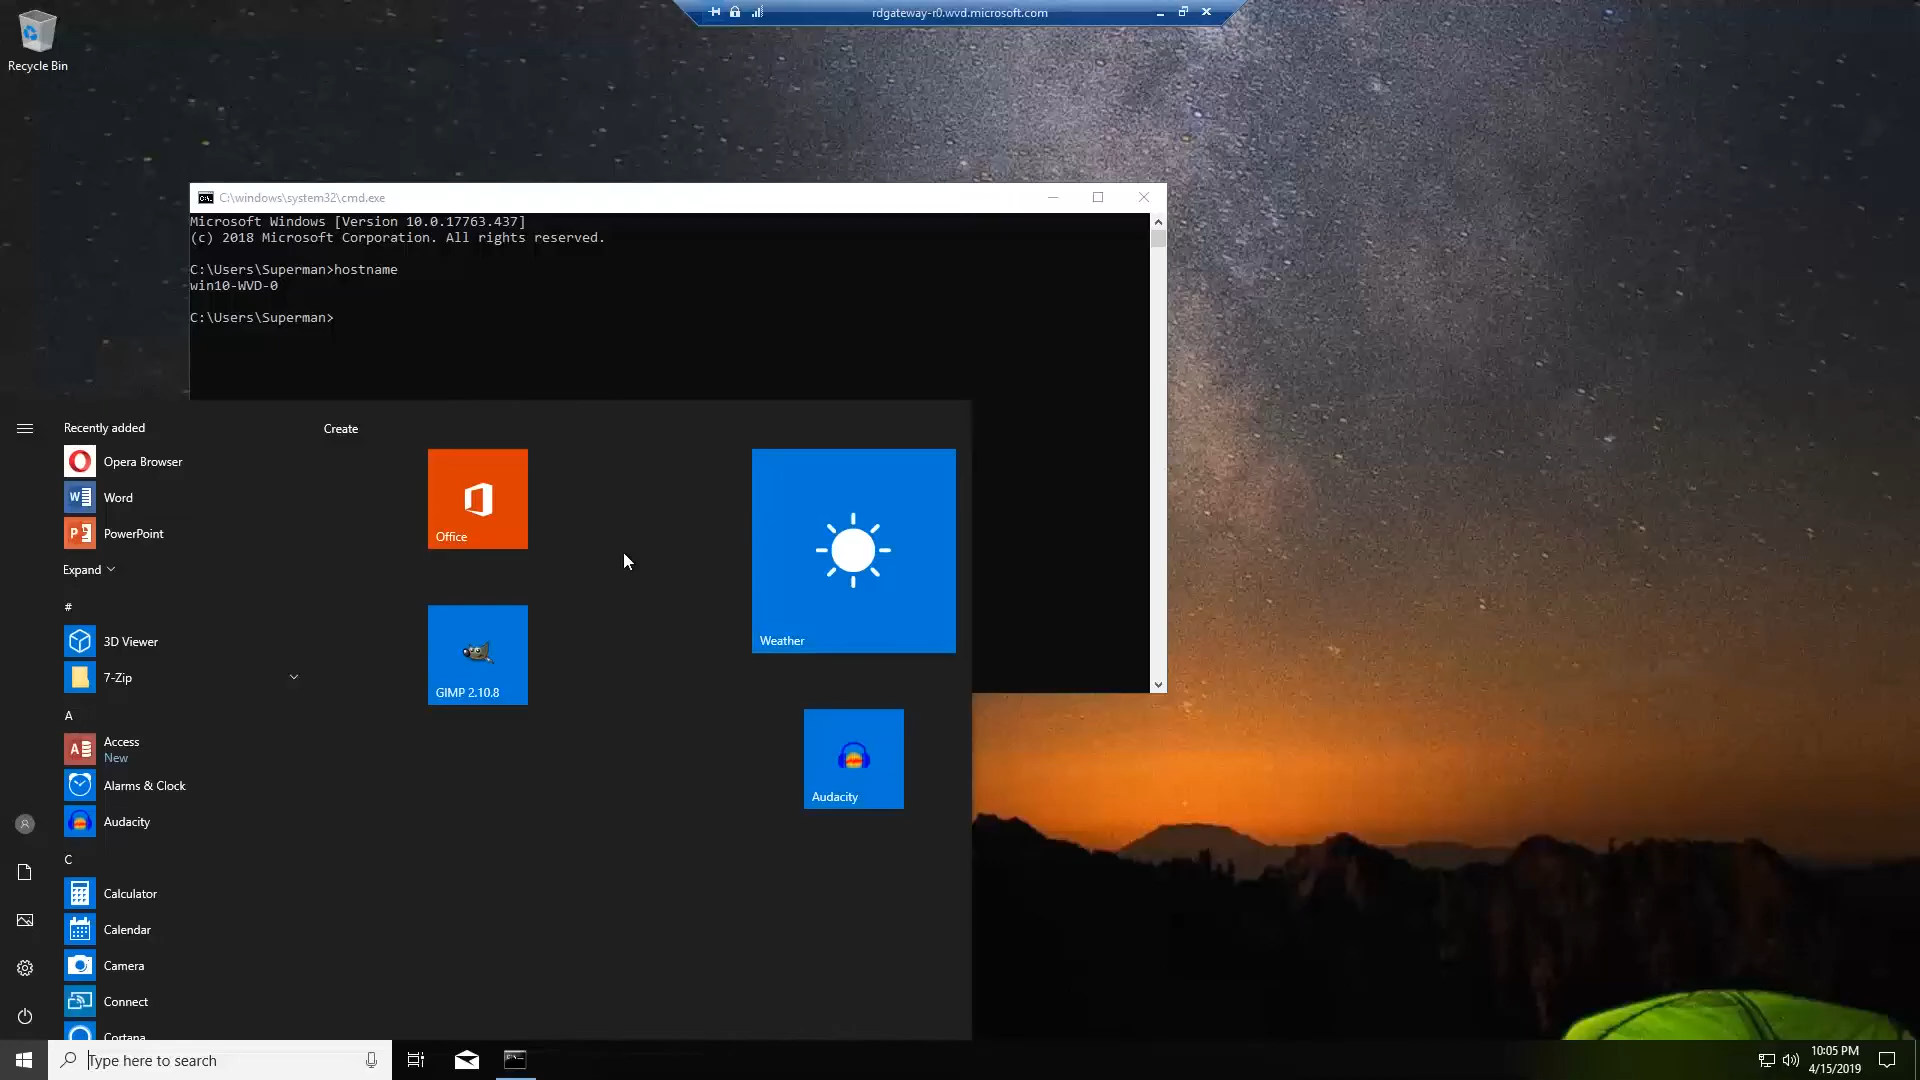 rdgateway-r0.wvd.microsoft.com
Recycle Bin
C:\windows\system32\cmd.exe
Microsoft Windows [Version 10.0.17763.437]
(c) 2018 Microsoft Corporation. All rights reserved.
C:\Users\Superman>hostname
win10-WVD-0
C:\Users\Superman>
Recently added
Opera Browser
Word
PowerPoint
Expand
#
3D Viewer
7-Zip
A
Access
New
Alarms & Clock
Audacity
C
Calculator
Calendar
Camera
Connect
Cortana
Create
Office
Weather
GIMP 2.10.8
Audacity
Type here to search
10:05 PM
4/15/2019